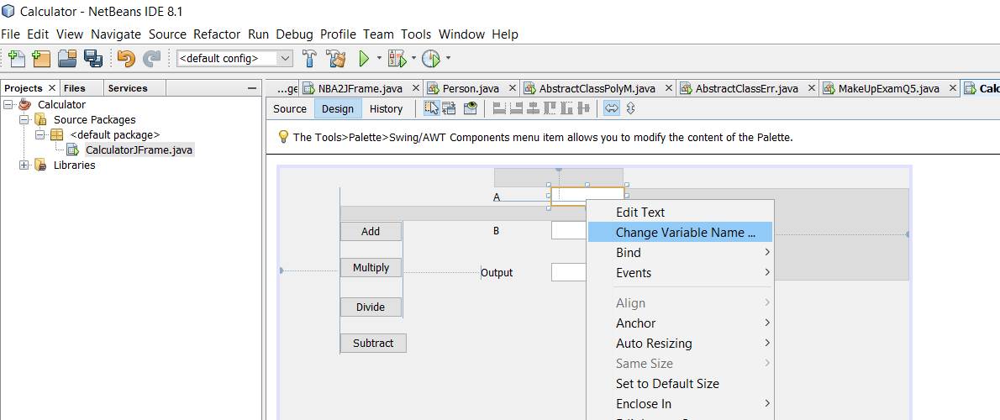 Calculator - NetBeans IDE 8.1
File Edit View Navigate Source Refactor Run Debug Profile Team Tools Window Help
<default config>
Projects Files Services
...ge NBA2JFrame.java Person.java AbstractClassPolyM.java AbstractClassErr.java MakeUpExamQ5.java Calc
Calculator
Source Packages
<default package>
CalculatorJFrame.java
Libraries
Source Design History
The Tools>Palette>Swing/AWT Components menu item allows you to modify the content of the Palette.
A
Add
B
Multiply
Output
Divide
Subtract
Edit Text
Change Variable Name ...
Bind
Events
Align
Anchor
Auto Resizing
Same Size
Set to Default Size
Enclose In